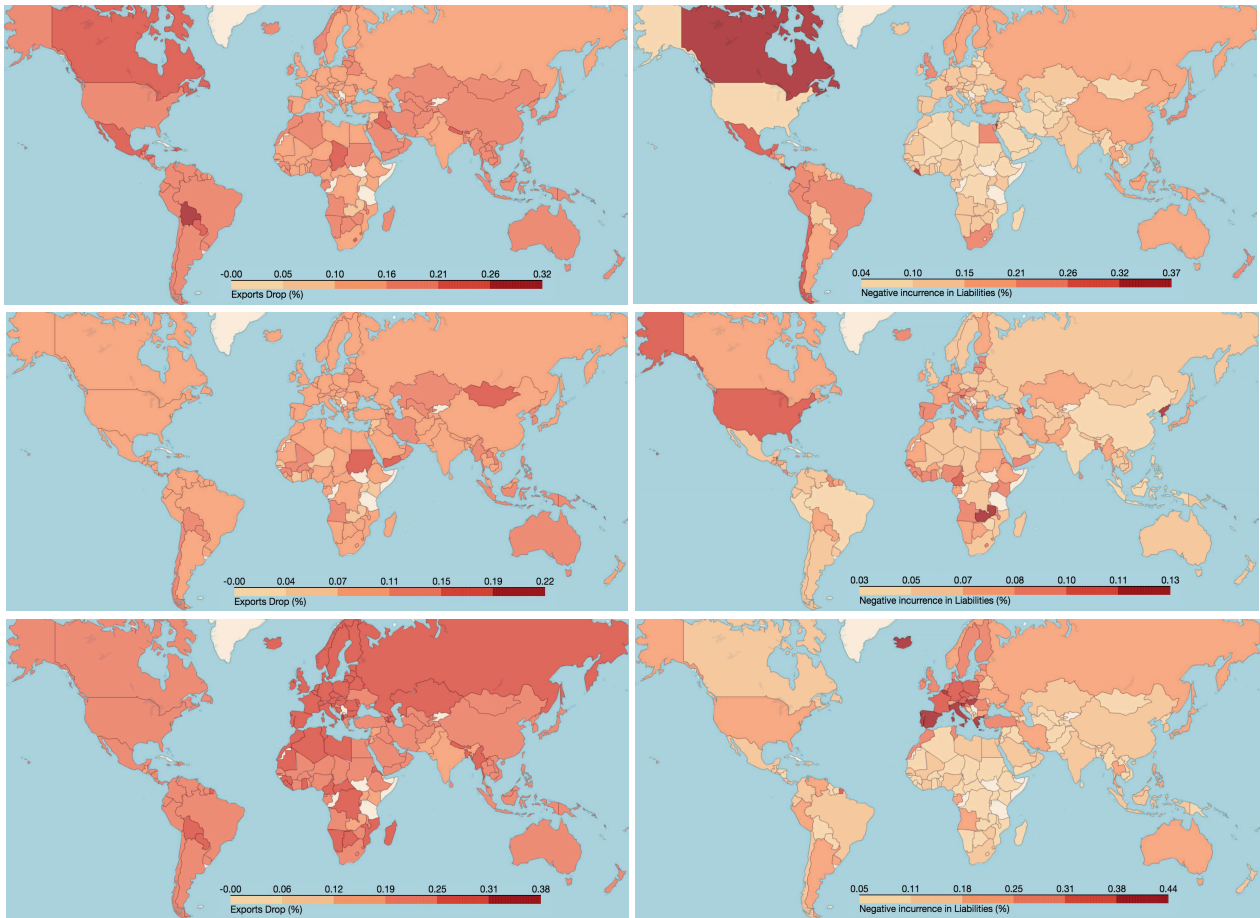 -0.00 0.05 0.10 0.16 0.21 0.26 0.32
Exports Drop (%)
0.04 0.10 0.15 0.21 0.26 0.32 0.37
Negative incurrence in Liabilities (%)
-0.00 0.04 0.07 0.11 0.15 0.19 0.22
Exports Drop (%)
0.03 0.05 0.07 0.08 0.10 0.11 0.13
Negative incurrence in Liabilities (%)
-0.00 0.06 0.12 0.19 0.25 0.31 0.38
Exports Drop (%)
0.05 0.11 0.18 0.25 0.31 0.38 0.44
Negative incurrence in Liabilities (%)